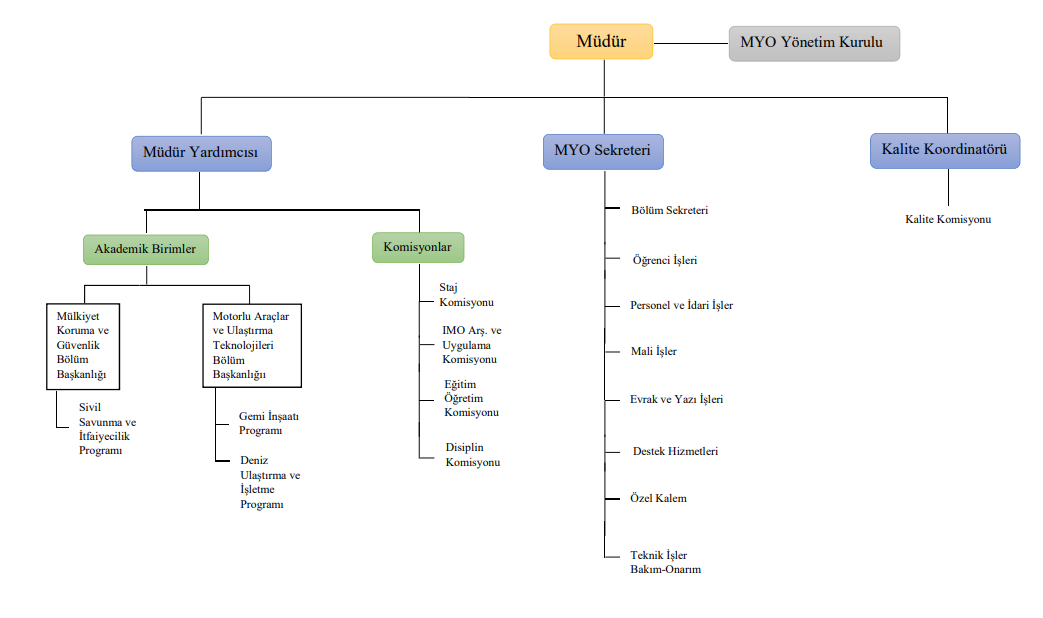 Müdür
MYO Yönetim Kurulu
Müdür Yardımcısı
MYO Sekreteri
Kalite Koordinatörü
Akademik Birimler
Komisyonlar
Mülkiyet
Koruma ve
Güvenlik
Bölüm
Başkanlığı
Sivil
Savunma ve
İtfaiyecilik
Programı
Motorlu Araçlar
ve Ulaştırma
Teknolojileri
Bölüm
Başkanlığıı
Gemi İnşaatı
Programı
Deniz
Ulaştırma ve
İşletme
Programı
Staj
Komisyonu
IMO Arş. ve
Uygulama
Komisyonu
Eğitim
Öğretim
Komisyonu
Disiplin
Komisyonu
Bölüm Sekreteri
Öğrenci İşleri
Personel ve İdari İşler
Mali İşler
Evrak ve Yazı İşleri
Destek Hizmetleri
Özel Kalem
Teknik İşler
Bakım-Onarım
Kalite Komisyonu